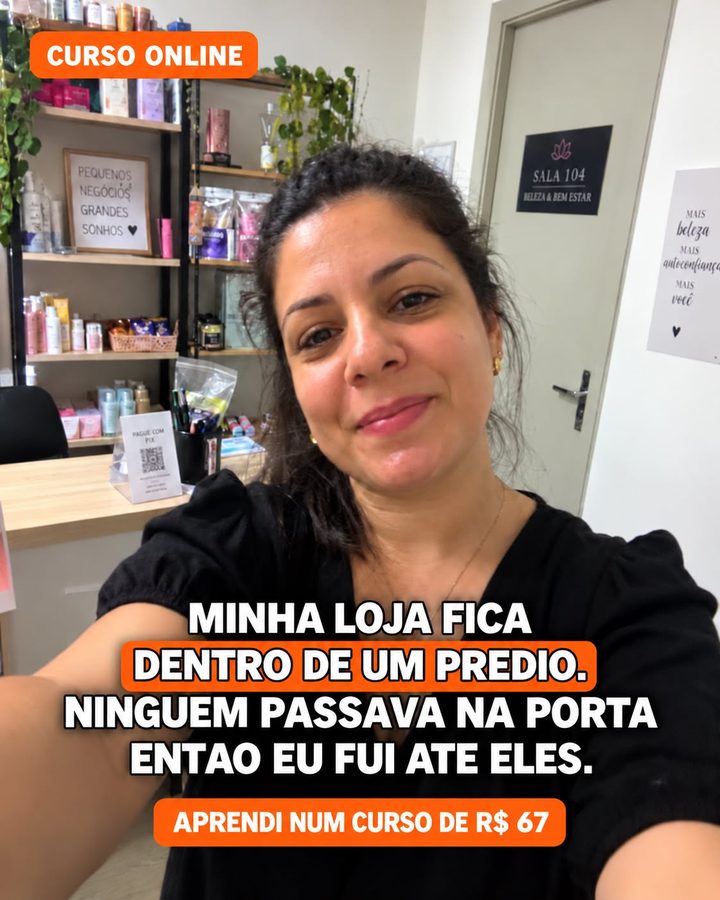 CURSO ONLINE
PEQUENOS
NEGÓCIOS
GRANDES
SONHOS
SALA 104
BELEZA & BEM ESTAR
MAIS
beleza
MAIS
autoconfiança
MAIS
você
PAGUE COM
PIX
MINHA LOJA FICA
DENTRO DE UM PREDIO.
NINGUEM PASSAVA NA PORTA
ENTAO EU FUI ATE ELES.
APRENDI NUM CURSO DE R$ 67